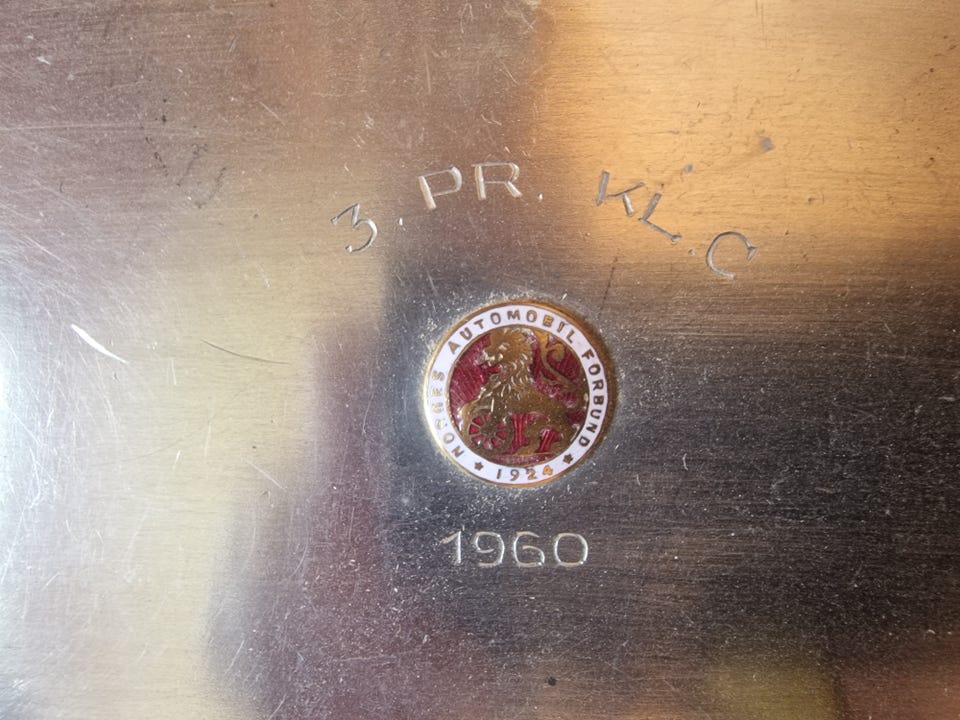 3. PR. KL. C
NORGES AUTOMOBIL FORBUND
★ 1924 ★
1960